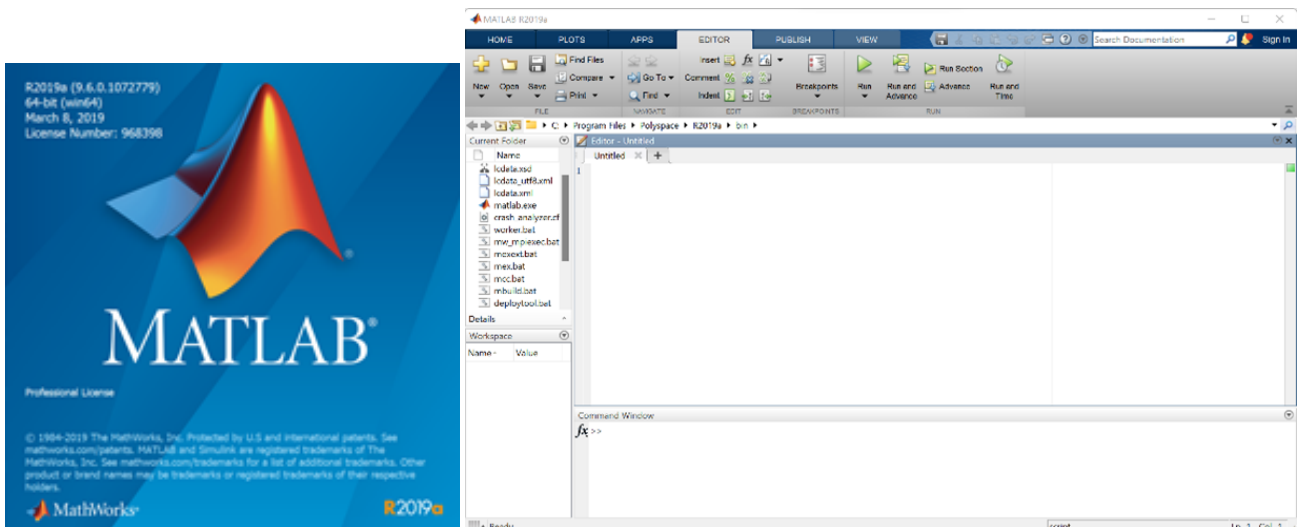 R2019a (9.6.0.1072779)
64-bit (win64)
March 8, 2019
License Number: 968398
MATLAB®
Professional License
© 1984-2019 The MathWorks, Inc. Protected by U.S and international patents. See
mathworks.com/patents. MATLAB and Simulink are registered trademarks of The
MathWorks, Inc. See mathworks.com/trademarks for a list of additional trademarks. Other
product or brand names may be trademarks or registered trademarks of their respective
holders.
MathWorks®
R2019a
MATLAB R2019a
HOME PLOTS APPS EDITOR PUBLISH VIEW Search Documentation Sign In
Find Files Insert fx
New Open Save Compare Go To Comment Breakpoints Run Run and Advance Run Section Advance Run and Time
Print Find Indent
FILE NAVIGATE EDIT BREAKPOINTS RUN
C: Program Files Polyspace R2019a bin
Current Folder
Editor - Untitled
Name
Untitled
1
lcdata.xsd
lcdata_utf8.xml
lcdata.xml
matlab.exe
crash_analyzer.cf
worker.bat
mw_mpiexec.bat
mexext.bat
mex.bat
mcc.bat
mbuild.bat
deploytool.bat
Details
Workspace
Name Value
Command Window
fx >>
Ready script Ln 1 Col 1